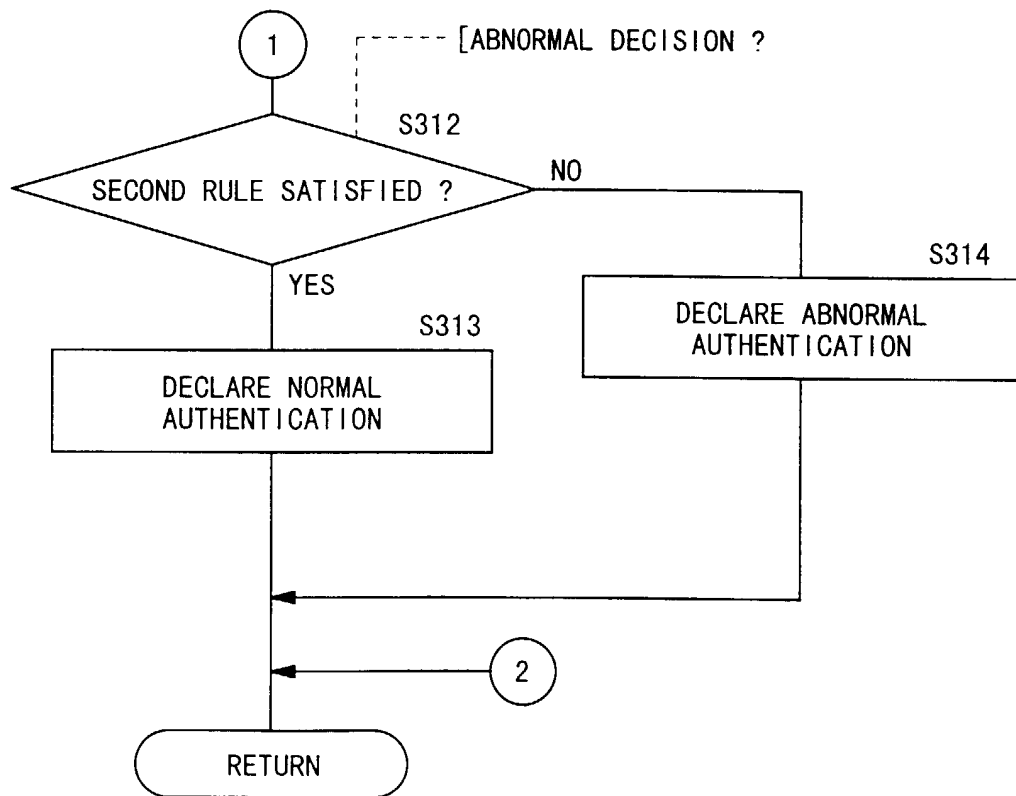 1
[ABNORMAL DECISION ?
S312
SECOND RULE SATISFIED ?
NO
YES
S314
DECLARE ABNORMAL
AUTHENTICATION
S313
DECLARE NORMAL
AUTHENTICATION
2
RETURN